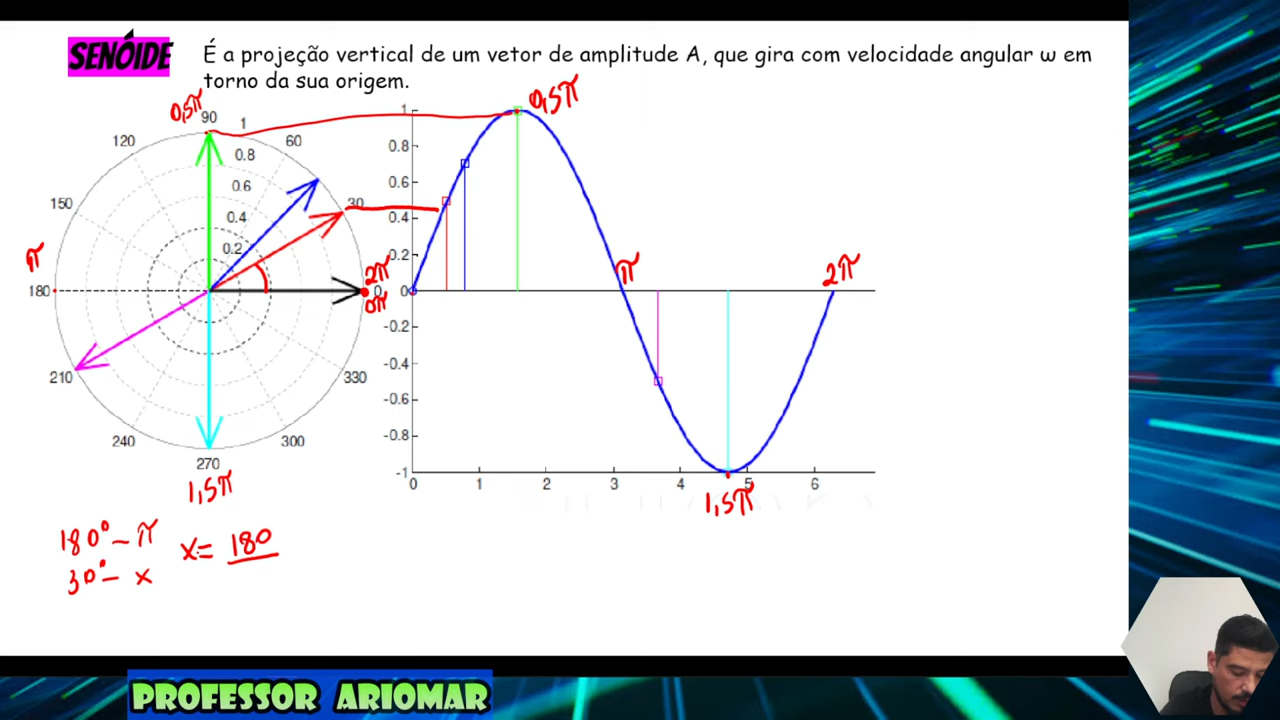 SENÓIDE
É a projeção vertical de um vetor de amplitude A, que gira com velocidade angular ω em
torno da sua origem.
0,5π
90
1
120
60
0.8
150
0.6
30
0.4
0.2
π
180
2π
0
0π
210
330
240
300
270
1,5π
0,5π
1
0.8
0.6
0.4
0.2
0
-0.2
-0.4
-0.6
-0.8
-1
π
2π
0 1 2 3 4 5 6
1,5π
180° – π
30° – x
x = 180
PROFESSOR ARIOMAR